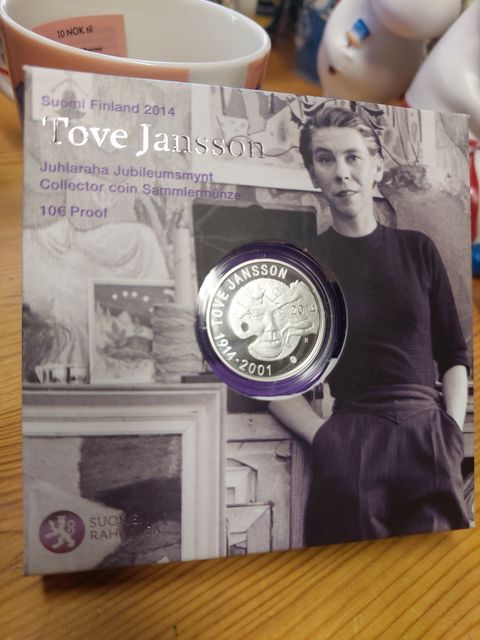 10 NOK til
Suomi Finland 2014
Tove Jansson
Juhlaraha Jubileumsmynt
Collector coin Sammlermünze
10€ Proof
TOVE JANSSON
2014
1914-2001
SUOMEN
RAHAPAJA